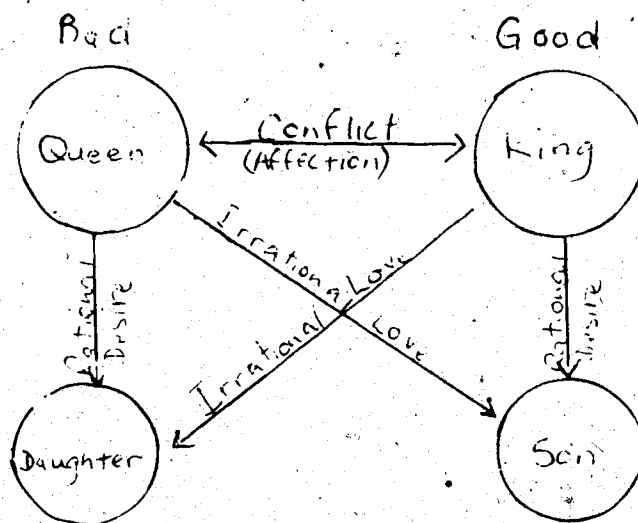 Bad
Good
Queen
Conflict
(Affection)
King
Irrational Love
Irrational Love
Rational
Desire
Rational
Desire
Daughter
Son